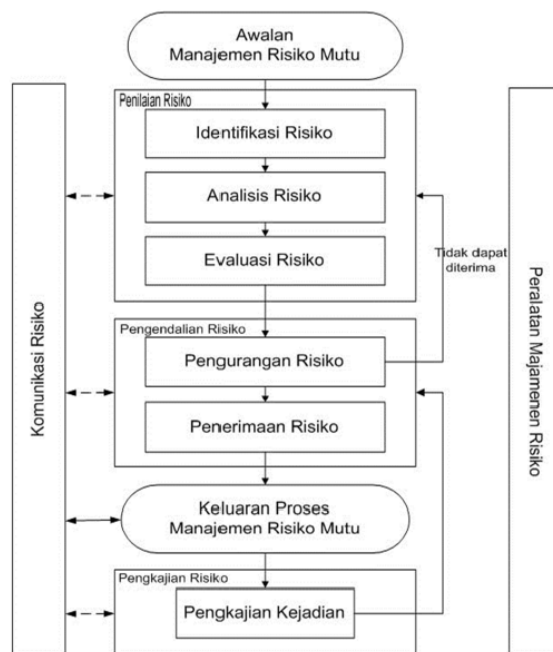 Awalan
Manajemen Risiko Mutu
Penilaian Risiko
Identifikasi Risiko
Analisis Risiko
Evaluasi Risiko
Tidak dapat
diterima
Pengendalian Risiko
Pengurangan Risiko
Penerimaan Risiko
Keluaran Proses
Manajemen Risiko Mutu
Pengkajian Risiko
Pengkajian Kejadian
Komunikasi Risiko
Peralatan Majamenen Risiko